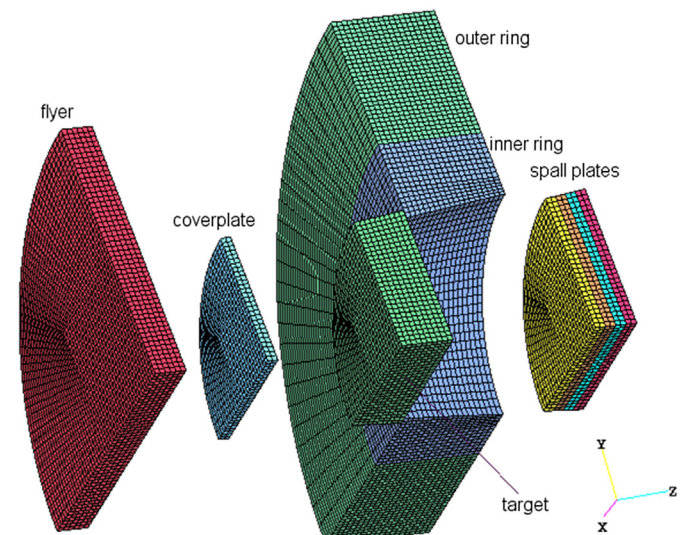 outer ring
flyer
inner ring
spall plates
coverplate
target
Y
Z
X